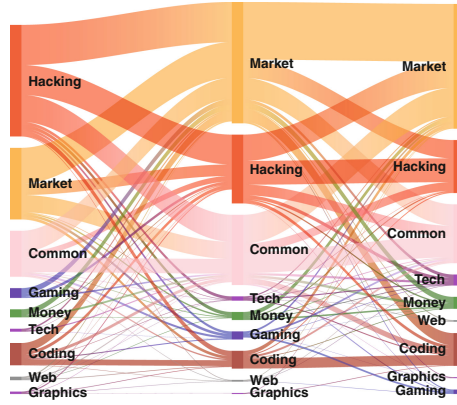 Hacking
Market
Common
Gaming
Money
Tech
Coding
Web
Graphics
Market
Hacking
Common
Tech
Money
Gaming
Coding
Web
Graphics
Market
Hacking
Common
Tech
Money
Web
Coding
Graphics
Gaming